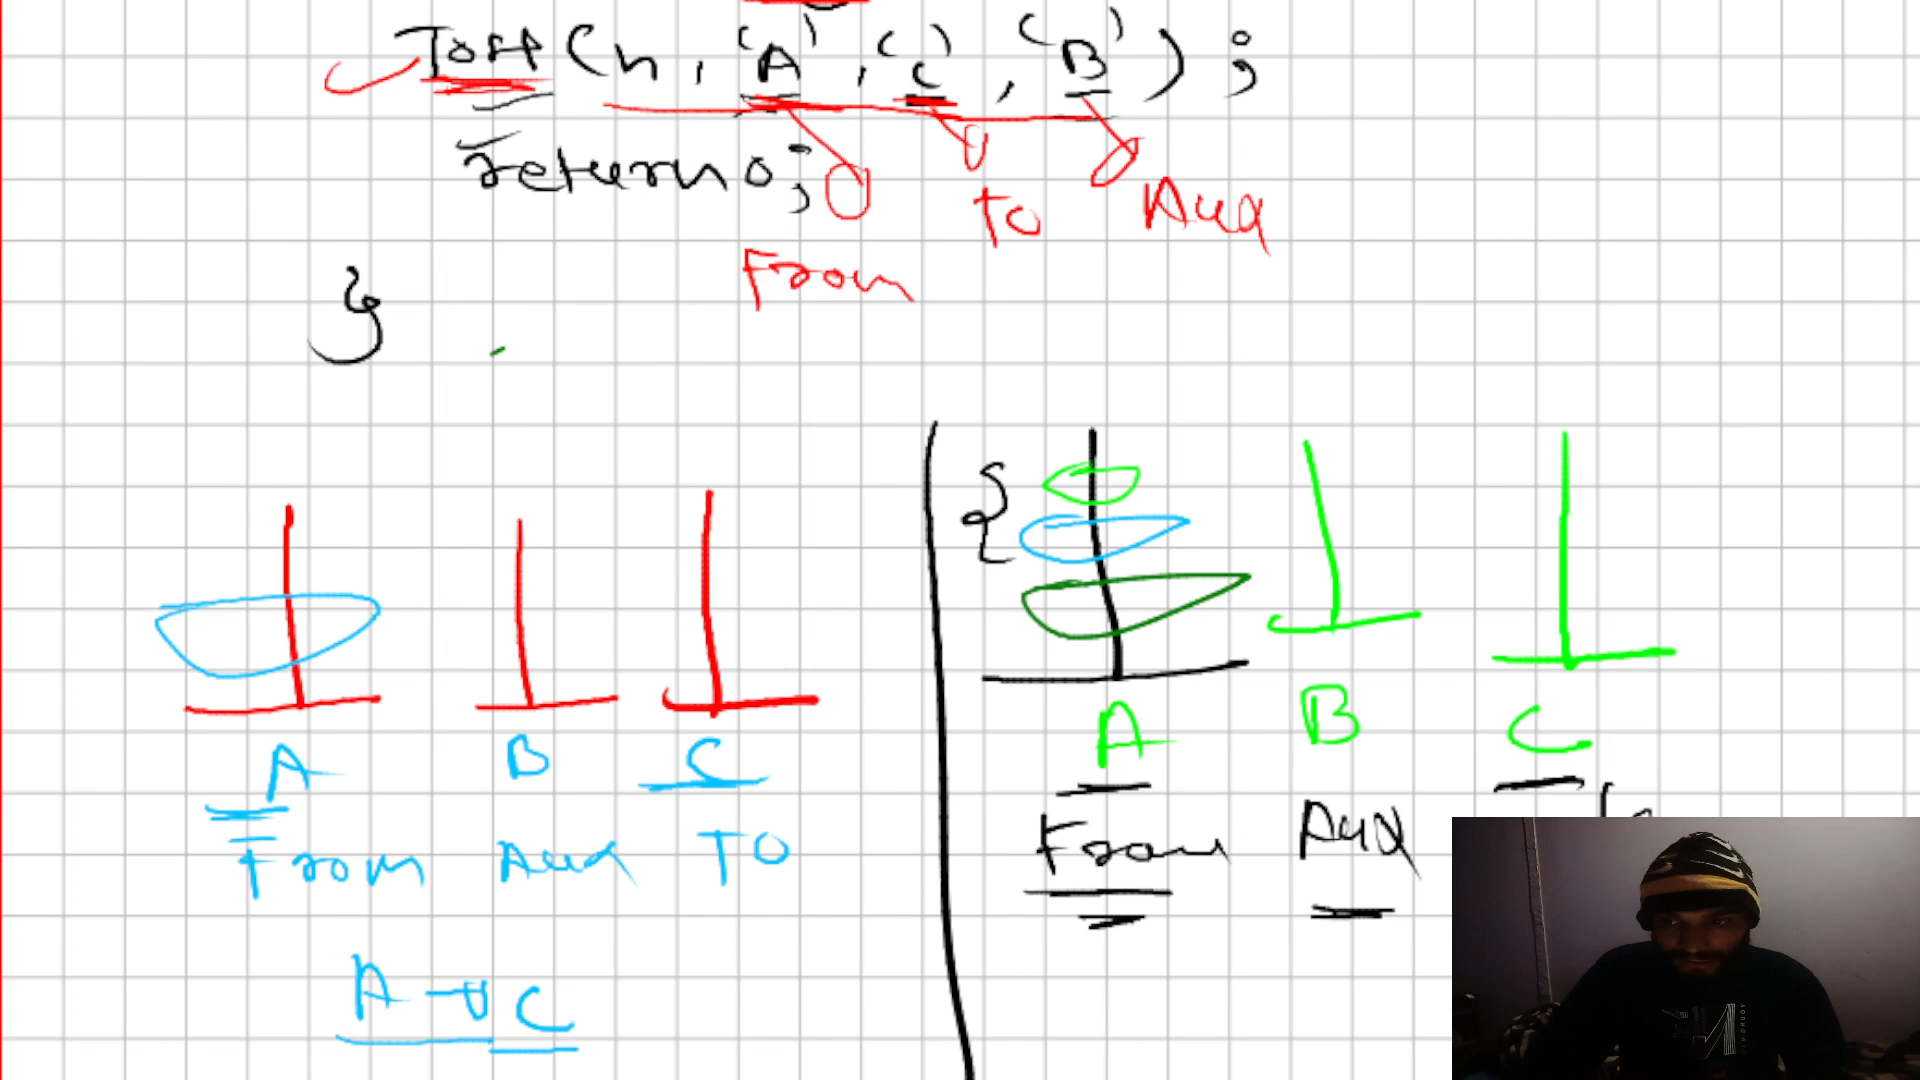 TOH (n, 'A', 'C', 'B');
return 0;
From To Aux
}
A B C
From Aux TO
A → C
A B C
From Aux